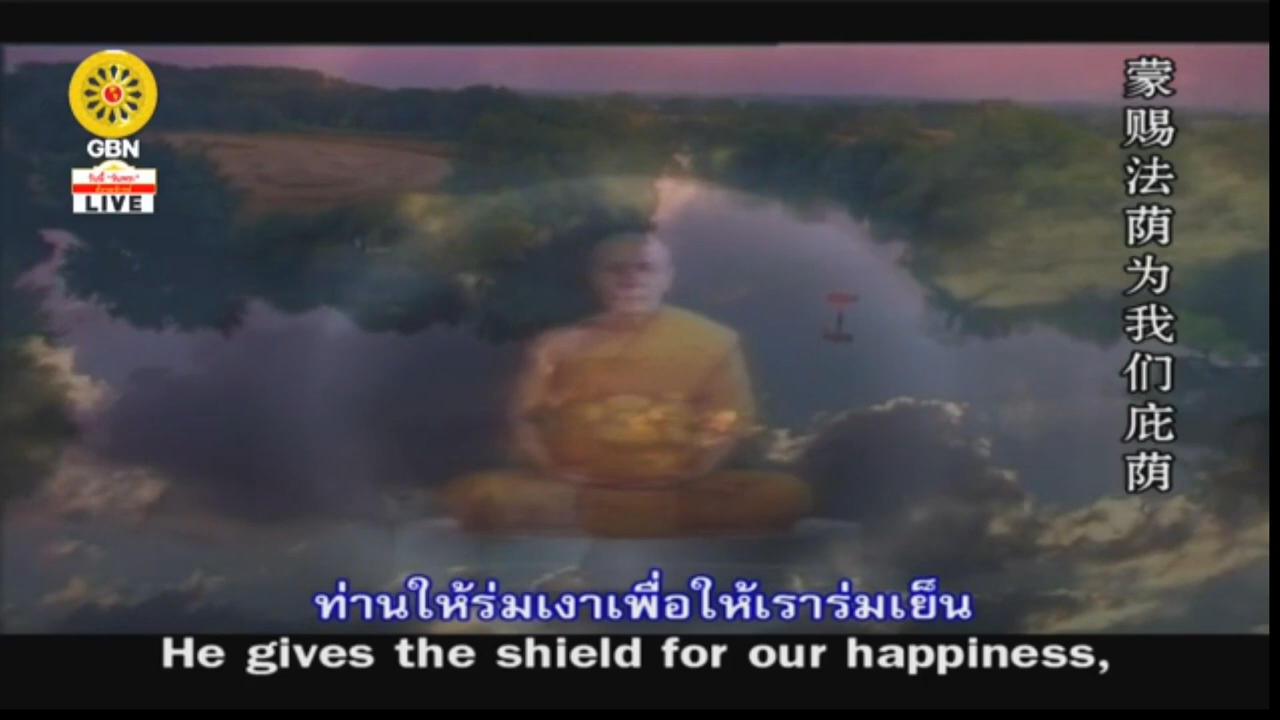 GBN
LIVE
蒙赐法荫为我们庇荫
ท่านให้ร่มเงาเพื่อให้เราร่มเย็น
He gives the shield for our happiness,